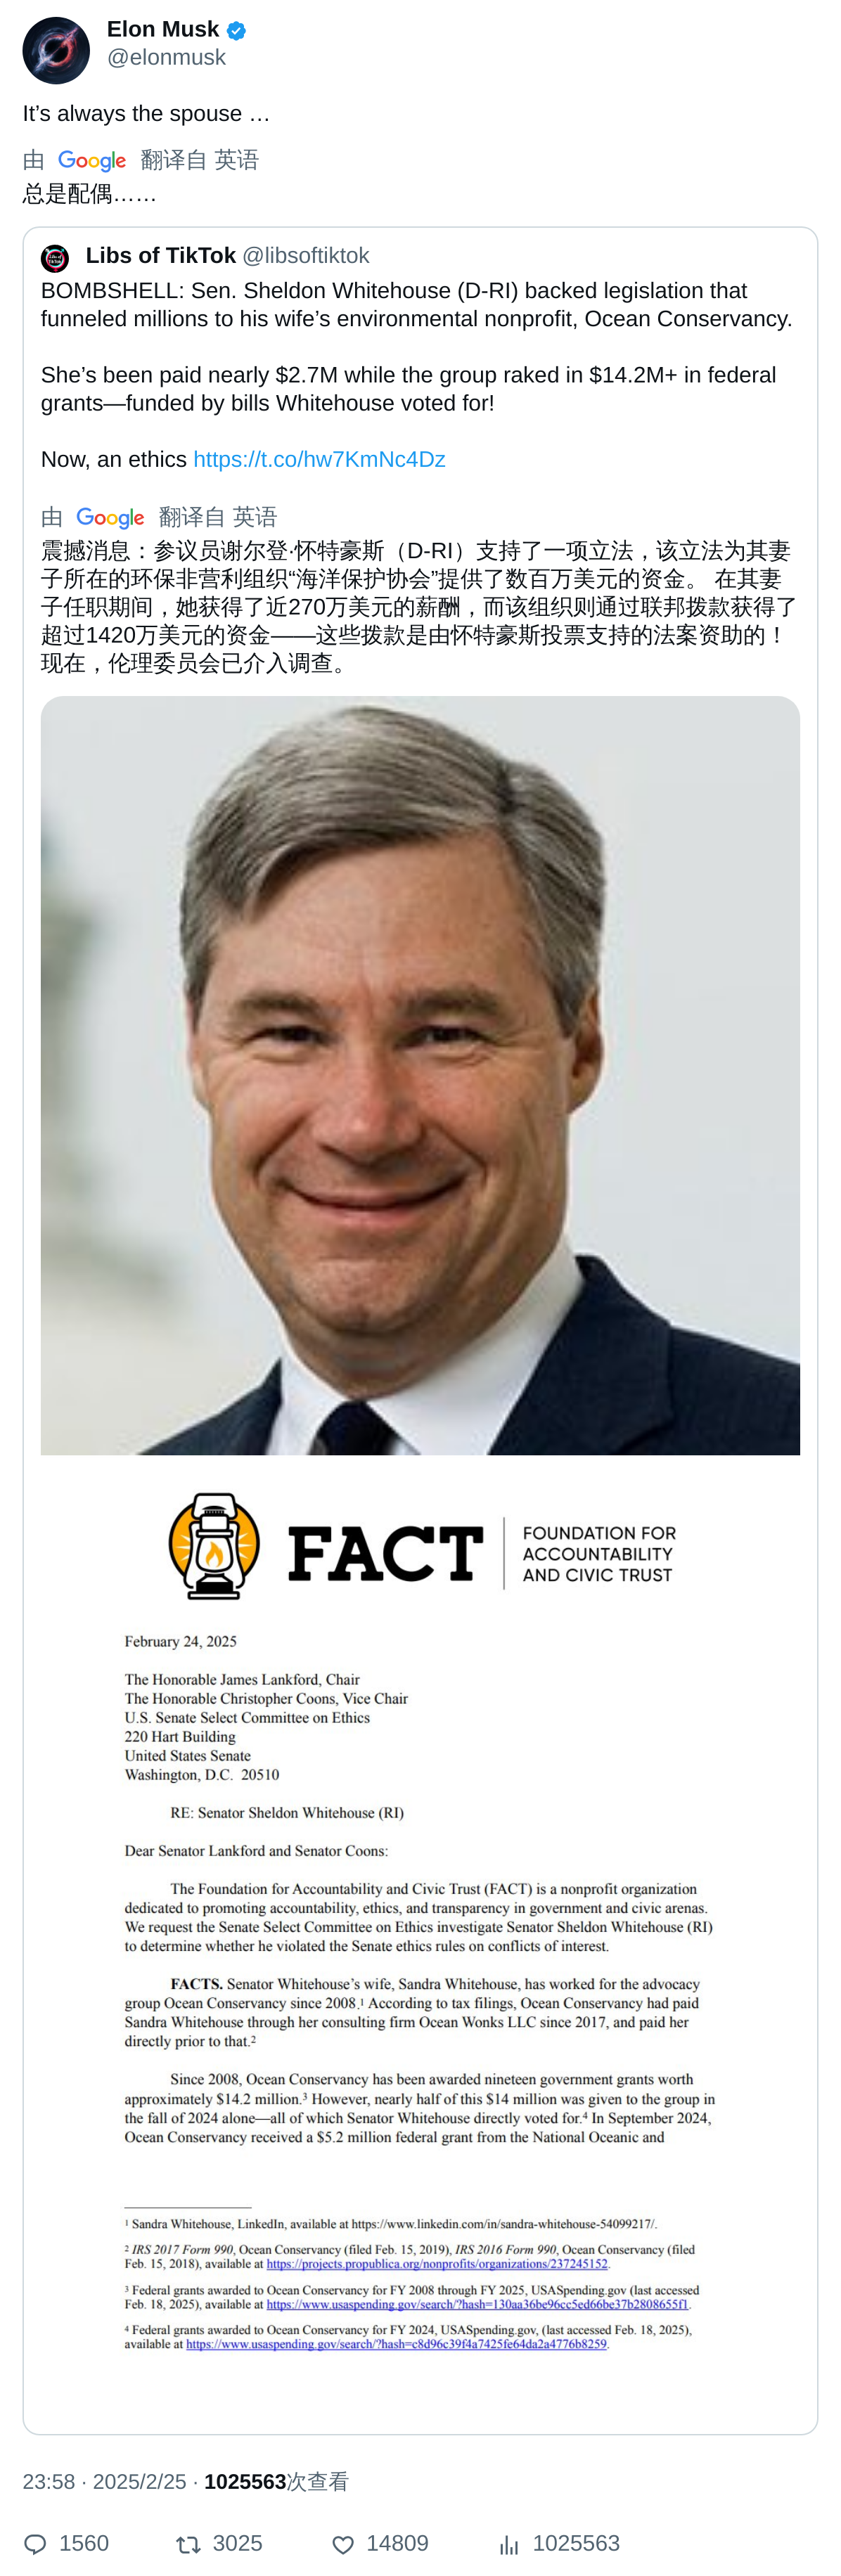 Elon Musk
@elonmusk
It’s always the spouse …
由 Google 翻译自 英语
总是配偶……
Libs of TikTok @libsoftiktok
BOMBSHELL: Sen. Sheldon Whitehouse (D-RI) backed legislation that
funneled millions to his wife’s environmental nonprofit, Ocean Conservancy.
She’s been paid nearly $2.7M while the group raked in $14.2M+ in federal
grants—funded by bills Whitehouse voted for!
Now, an ethics https://t.co/hw7KmNc4Dz
由 Google 翻译自 英语
震撼消息：参议员谢尔登·怀特豪斯（D-RI）支持了一项立法，该立法为其妻
子所在的环保非营利组织“海洋保护协会”提供了数百万美元的资金。 在其妻
子任职期间，她获得了近270万美元的薪酬，而该组织则通过联邦拨款获得了
超过1420万美元的资金——这些拨款是由怀特豪斯投票支持的法案资助的！
现在，伦理委员会已介入调查。
FACT
FOUNDATION FOR
ACCOUNTABILITY
AND CIVIC TRUST
February 24, 2025
The Honorable James Lankford, Chair
The Honorable Christopher Coons, Vice Chair
U.S. Senate Select Committee on Ethics
220 Hart Building
United States Senate
Washington, D.C. 20510
RE: Senator Sheldon Whitehouse (RI)
Dear Senator Lankford and Senator Coons:
The Foundation for Accountability and Civic Trust (FACT) is a nonprofit organization
dedicated to promoting accountability, ethics, and transparency in government and civic arenas.
We request the Senate Select Committee on Ethics investigate Senator Sheldon Whitehouse (RI)
to determine whether he violated the Senate ethics rules on conflicts of interest.
FACTS. Senator Whitehouse’s wife, Sandra Whitehouse, has worked for the advocacy
group Ocean Conservancy since 2008.1 According to tax filings, Ocean Conservancy had paid
Sandra Whitehouse through her consulting firm Ocean Wonks LLC since 2017, and paid her
directly prior to that.2
Since 2008, Ocean Conservancy has been awarded nineteen government grants worth
approximately $14.2 million.3 However, nearly half of this $14 million was given to the group in
the fall of 2024 alone—all of which Senator Whitehouse directly voted for.4 In September 2024,
Ocean Conservancy received a $5.2 million federal grant from the National Oceanic and
1 Sandra Whitehouse, LinkedIn, available at https://www.linkedin.com/in/sandra-whitehouse-54099217/.
2 IRS 2017 Form 990, Ocean Conservancy (filed Feb. 15, 2019), IRS 2016 Form 990, Ocean Conservancy (filed
Feb. 15, 2018), available at https://projects.propublica.org/nonprofits/organizations/237245152.
3 Federal grants awarded to Ocean Conservancy for FY 2008 through FY 2025, USASpending.gov (last accessed
Feb. 18, 2025), available at https://www.usaspending.gov/search/?hash=130aa36be96cc5ed66be37b2808655f1.
4 Federal grants awarded to Ocean Conservancy for FY 2024, USASpending.gov, (last accessed Feb. 18, 2025),
available at https://www.usaspending.gov/search/?hash=c8d96c39f4a7425fe64da2a4776b8259.
23:58 · 2025/2/25 · 1025563次查看
1560 3025 14809 1025563